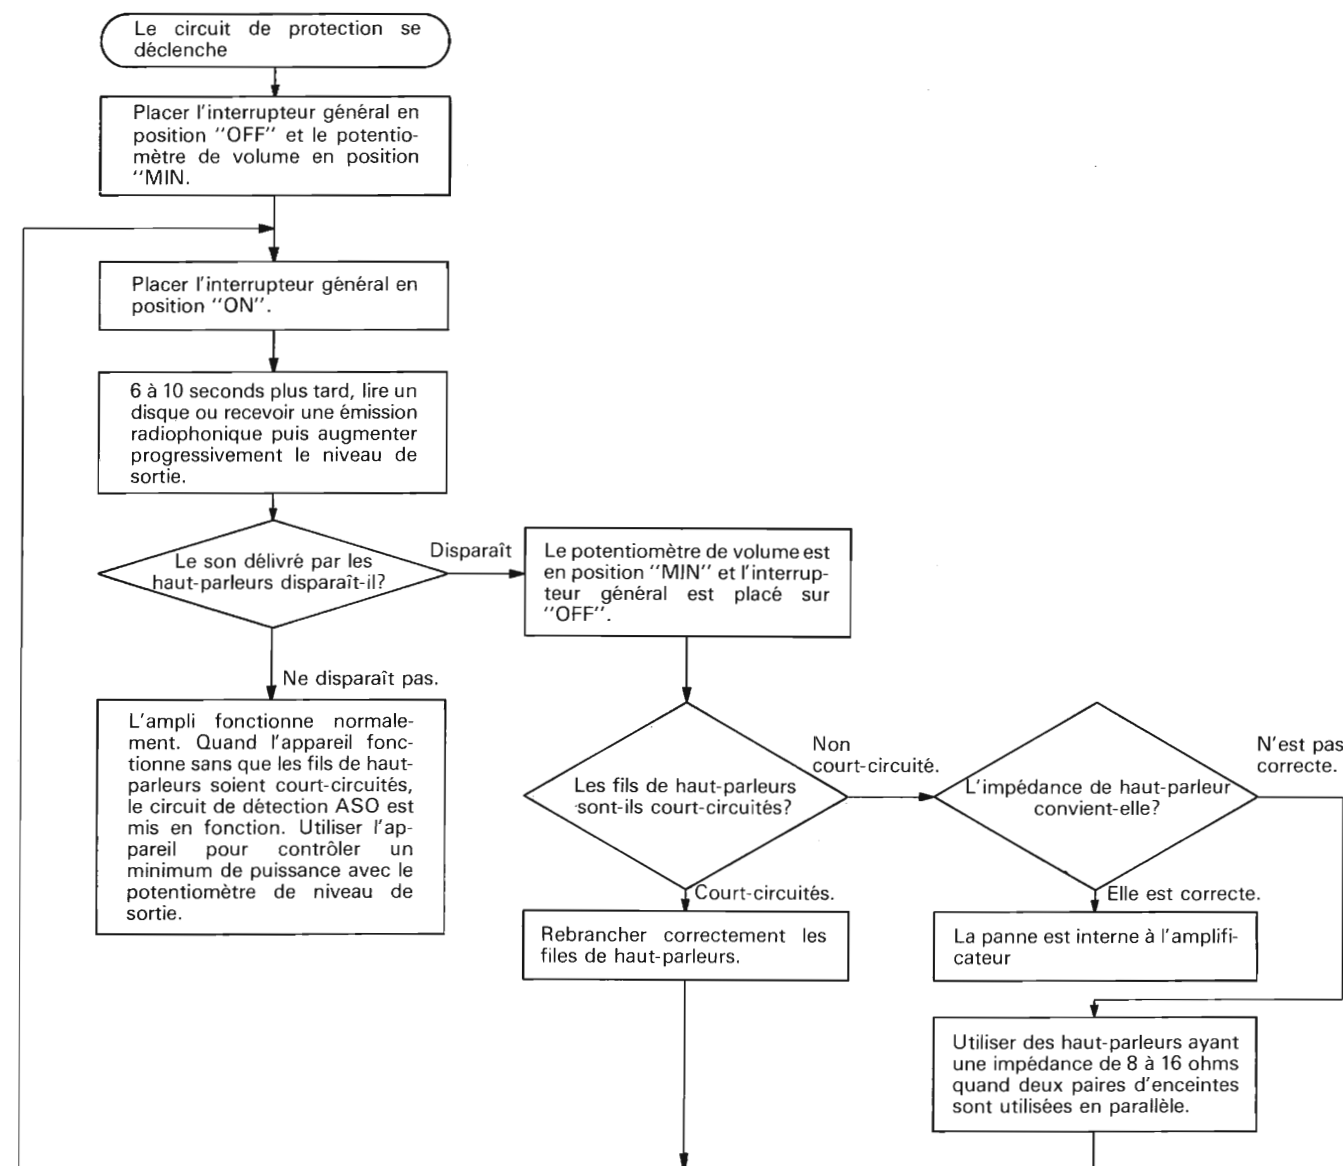 Le circuit de protection se
déclenche
Placer l'interrupteur général en
position "OFF" et le potentio-
mètre de volume en position
"MIN.
Placer l'interrupteur général en
position "ON".
6 à 10 seconds plus tard, lire un
disque ou recevoir une émission
radiophonique puis augmenter
progressivement le niveau de
sortie.
Le son délivré par les
haut-parleurs disparaît-il?
Disparaît
Le potentiomètre de volume est
en position "MIN" et l'interrup-
teur général est placé sur
"OFF".
Ne disparaît pas.
L'ampli fonctionne normale-
ment. Quand l'appareil fonc-
tionne sans que les fils de haut-
parleurs soient court-circuités,
le circuit de détection ASO est
mis en fonction. Utiliser l'ap-
pareil pour contrôler un
minimum de puissance avec le
potentiomètre de niveau de
sortie.
Les fils de haut-parleurs
sont-ils court-circuités?
Non
court-circuité.
L'impédance de haut-parleur
convient-elle?
N'est pas
correcte.
Court-circuités.
Rebrancher correctement les
files de haut-parleurs.
Elle est correcte.
La panne est interne à l'amplifi-
cateur
Utiliser des haut-parleurs ayant
une impédance de 8 à 16 ohms
quand deux paires d'enceintes
sont utilisées en parallèle.